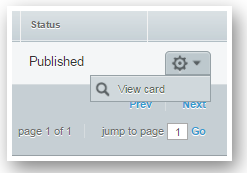 Status
Published
View card
Prev Next
page 1 of 1 jump to page 1 Go